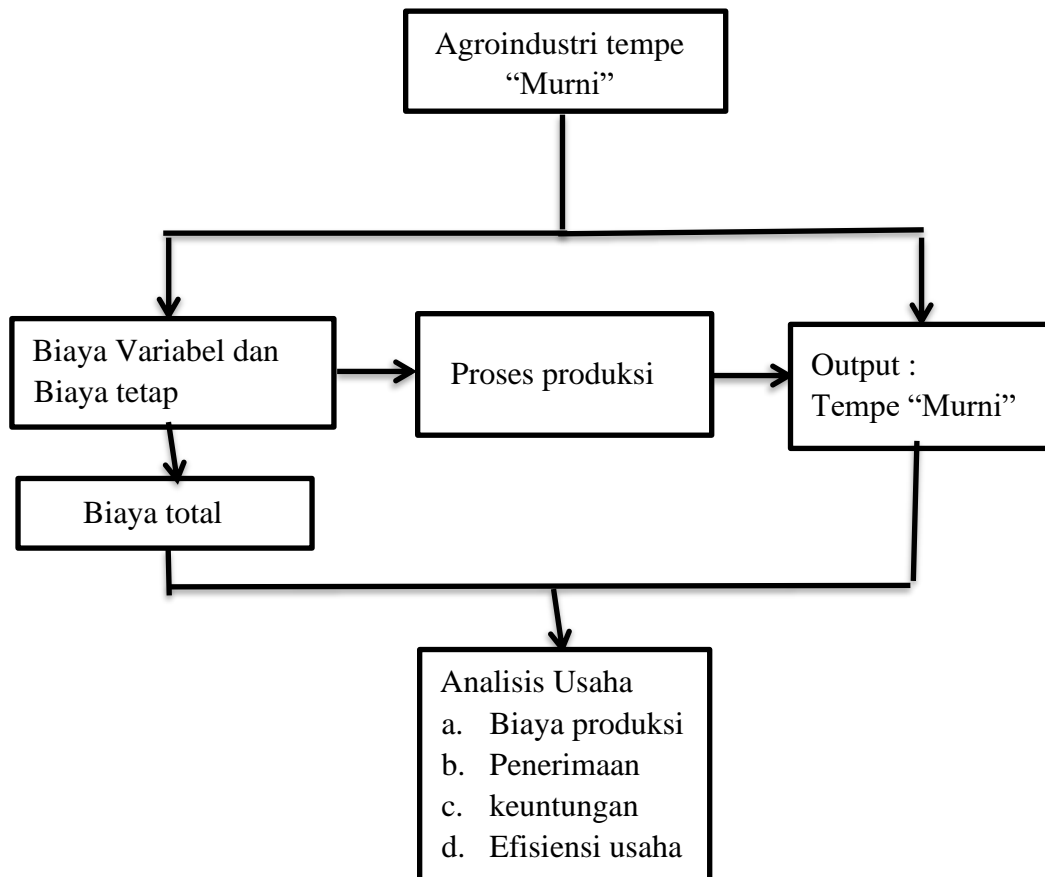 Agroindustri tempe
“Murni”
Biaya Variabel dan
Biaya tetap
Proses produksi
Output :
Tempe “Murni”
Biaya total
Analisis Usaha
a. Biaya produksi
b. Penerimaan
c. keuntungan
d. Efisiensi usaha